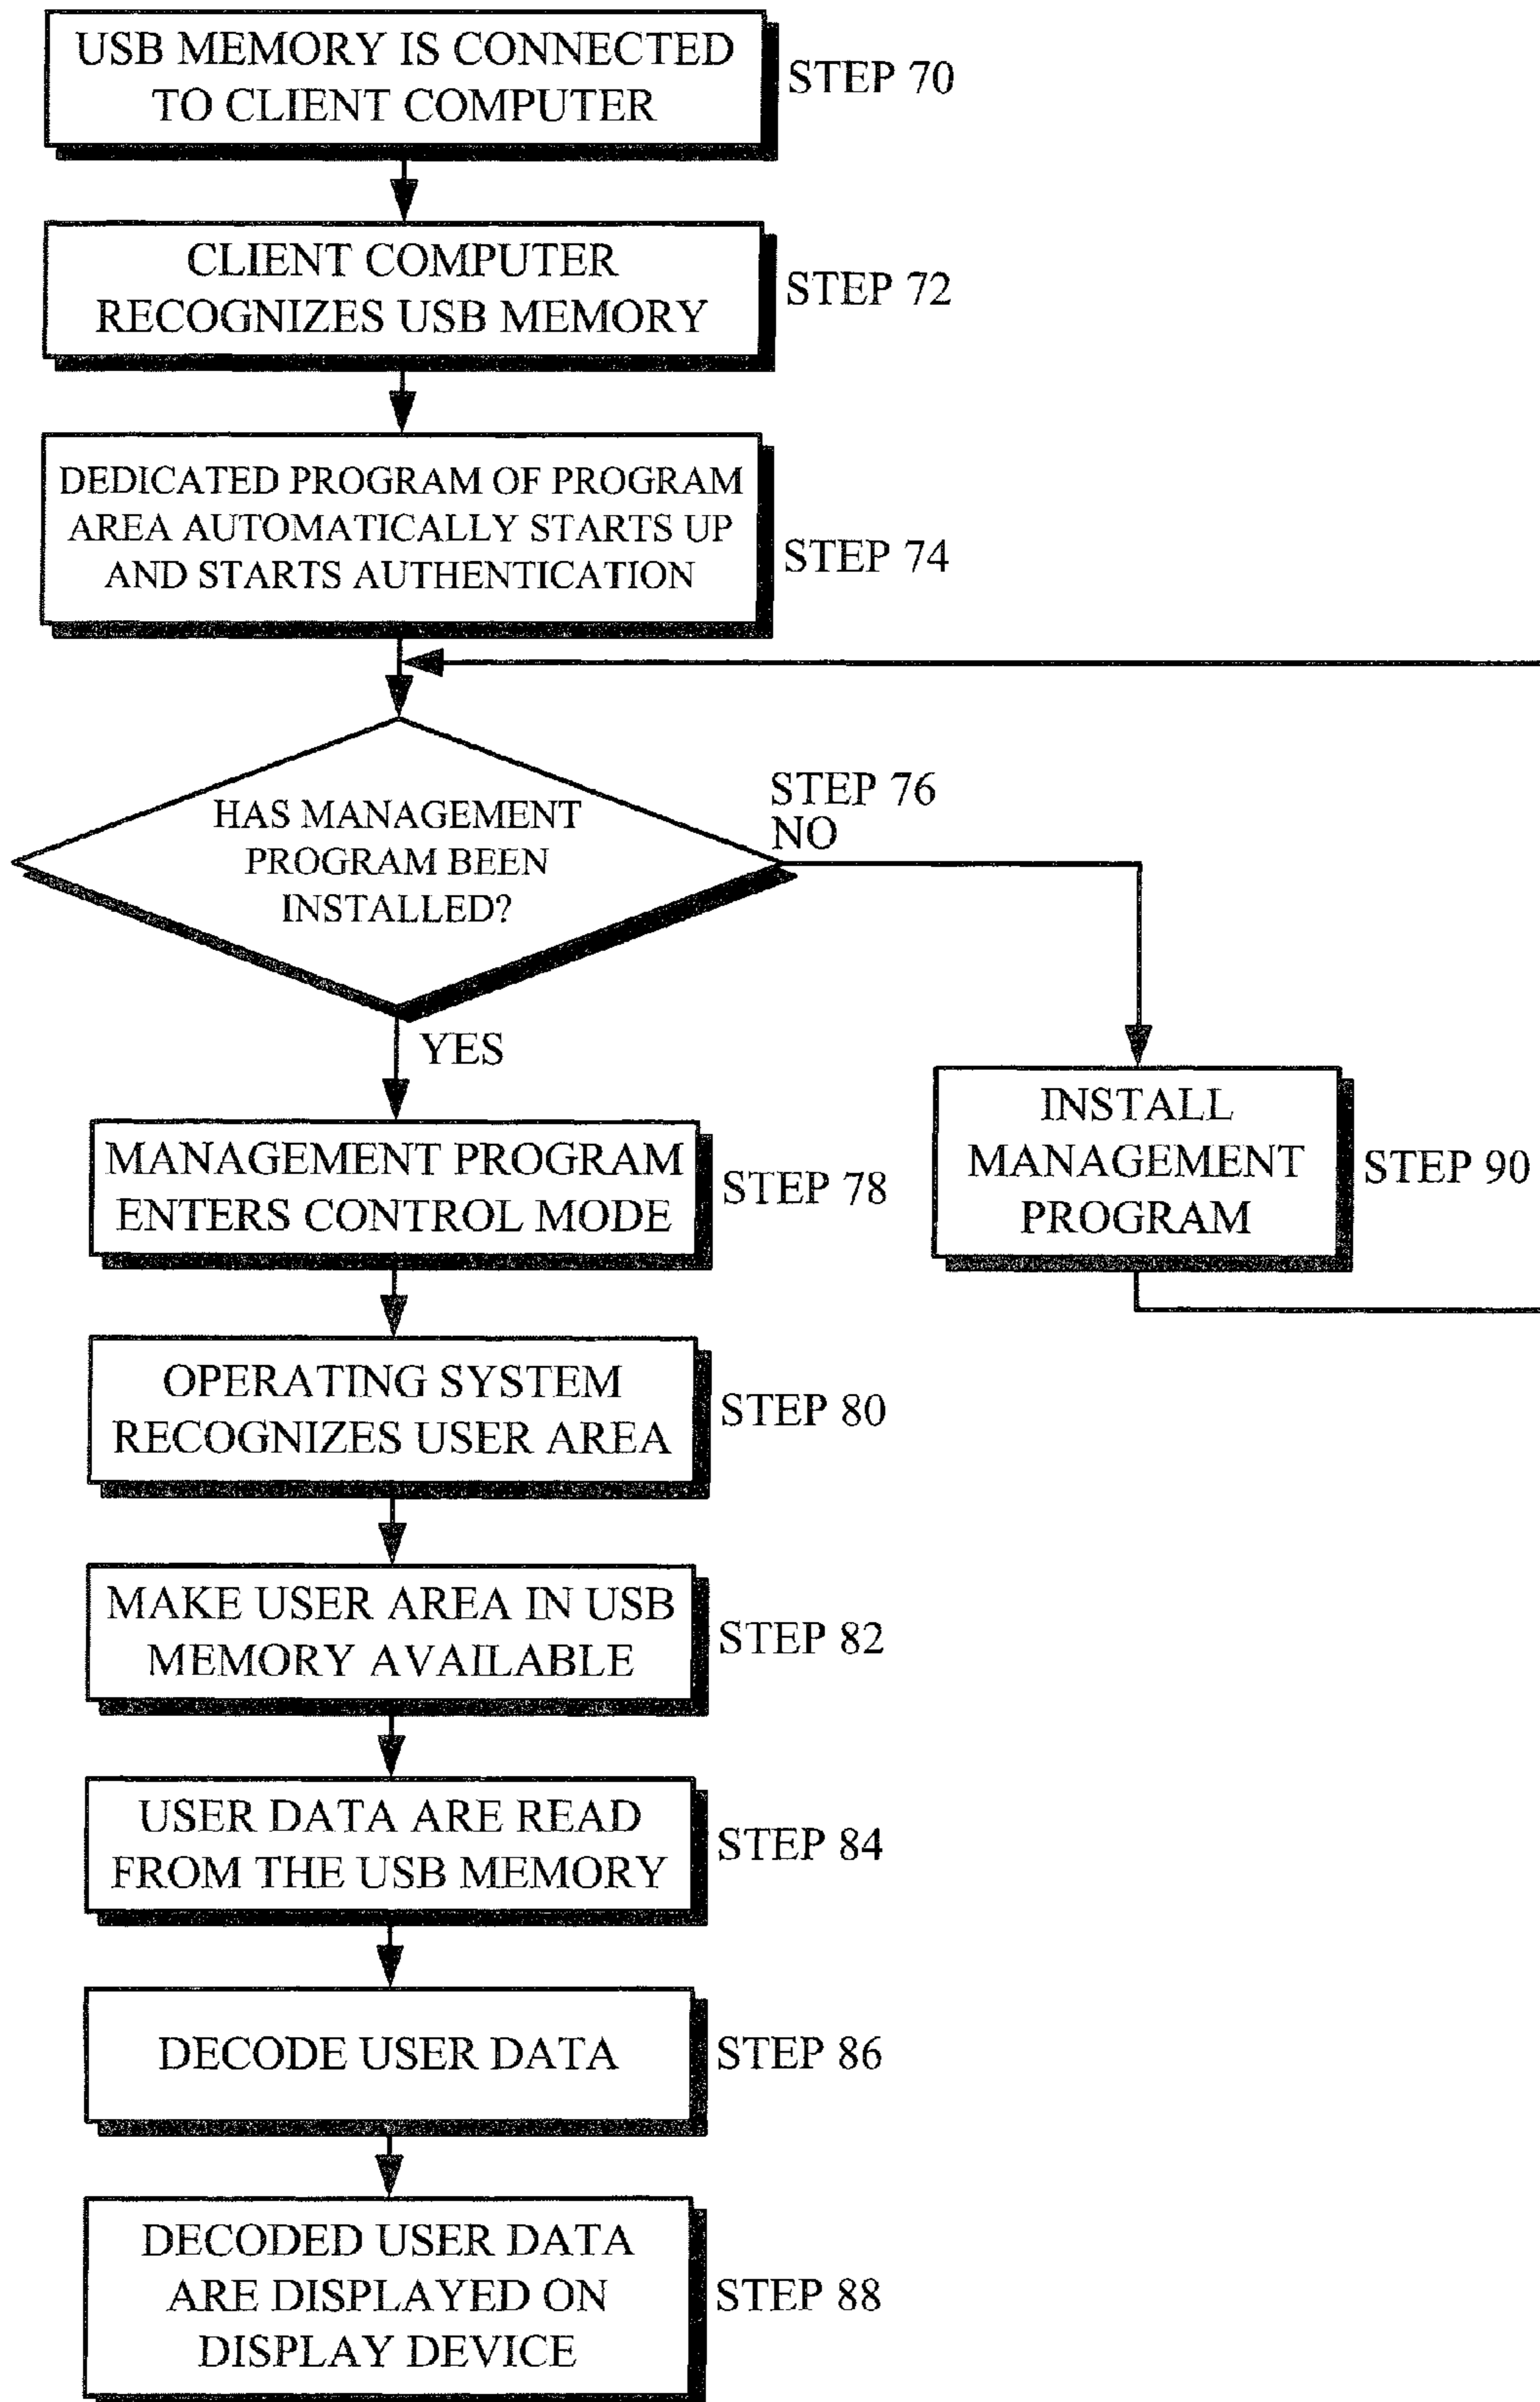 USB MEMORY IS CONNECTED
TO CLIENT COMPUTER
STEP 70
CLIENT COMPUTER
RECOGNIZES USB MEMORY
STEP 72
DEDICATED PROGRAM OF PROGRAM
AREA AUTOMATICALLY STARTS UP
AND STARTS AUTHENTICATION
STEP 74
HAS MANAGEMENT
PROGRAM BEEN
INSTALLED?
STEP 76
NO
YES
MANAGEMENT PROGRAM
ENTERS CONTROL MODE
STEP 78
INSTALL
MANAGEMENT
PROGRAM
STEP 90
OPERATING SYSTEM
RECOGNIZES USER AREA
STEP 80
MAKE USER AREA IN USB
MEMORY AVAILABLE
STEP 82
USER DATA ARE READ
FROM THE USB MEMORY
STEP 84
DECODE USER DATA
STEP 86
DECODED USER DATA
ARE DISPLAYED ON
DISPLAY DEVICE
STEP 88